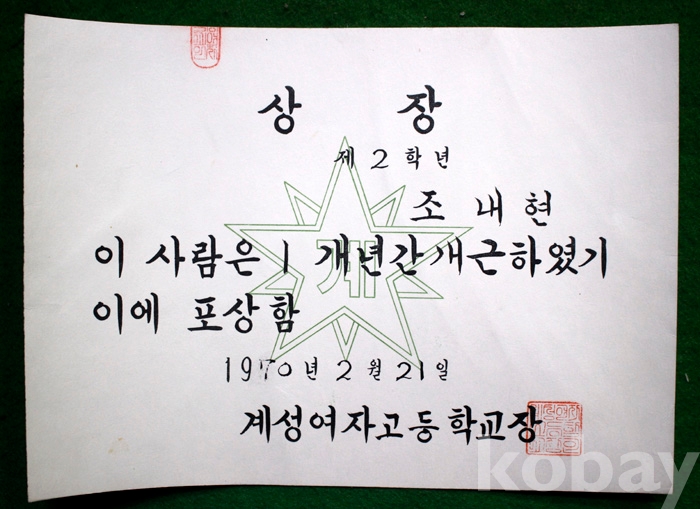 상 장
제 2 학 년
조 내 현
이 사람은 1 개년간 개근하였기
이에 포상함
계
1970년 2월 21일
계성여자고등학교장
kobay